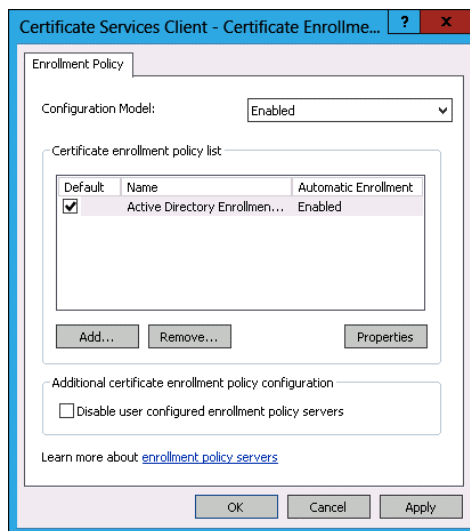 Certificate Services Client - Certificate Enrollme... ? x
Enrollment Policy
Configuration Model: Enabled
Certificate enrollment policy list
Default Name Automatic Enrollment
Active Directory Enrollmen... Enabled
Add... Remove... Properties
Additional certificate enrollment policy configuration
Disable user configured enrollment policy servers
Learn more about enrollment policy servers
OK Cancel Apply